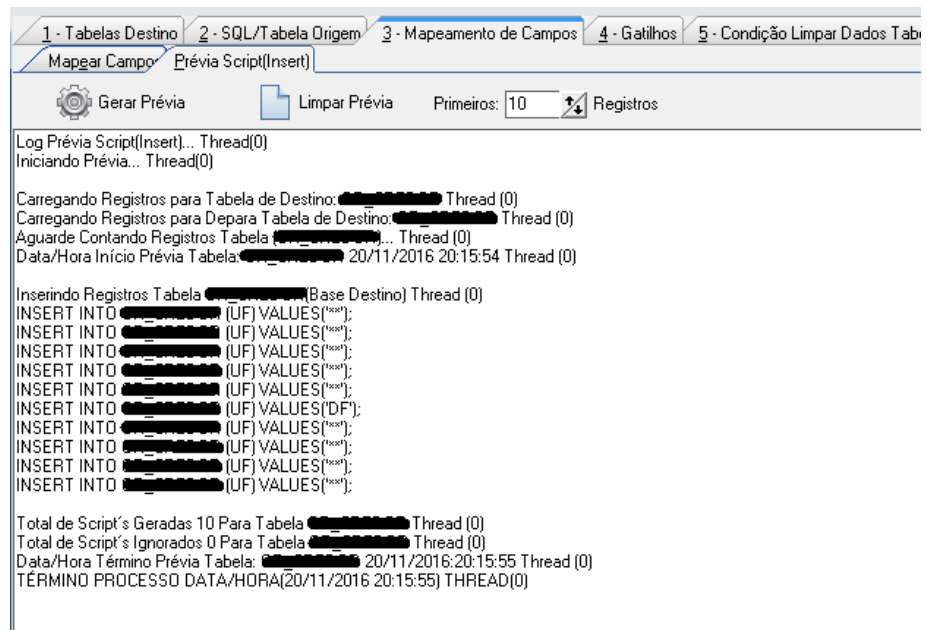 1 - Tabelas Destino 2 - SQL/Tabela Origem 3 - Mapeamento de Campos 4 - Gatilhos 5 - Condição Limpar Dados Tab
Mapear Campo Prévia Script(Insert)
Gerar Prévia Limpar Prévia Primeiros: 10 Registros
Log Prévia Script(Insert)... Thread(0)
Iniciando Prévia... Thread(0)
Carregando Registros para Tabela de Destino: Thread (0)
Carregando Registros para Depara Tabela de Destino: Thread (0)
Aguarde Contando Registros Tabela ( )... Thread (0)
Data/Hora Início Prévia Tabela: 20/11/2016 20:15:54 Thread (0)
Inserindo Registros Tabela (Base Destino) Thread (0)
INSERT INTO (UF) VALUES('**');
INSERT INTO (UF) VALUES('**');
INSERT INTO (UF) VALUES('**');
INSERT INTO (UF) VALUES('**');
INSERT INTO (UF) VALUES('**');
INSERT INTO (UF) VALUES('DF');
INSERT INTO (UF) VALUES('**');
INSERT INTO (UF) VALUES('**');
INSERT INTO (UF) VALUES('**');
INSERT INTO (UF) VALUES('**');
Total de Script´s Geradas 10 Para Tabela Thread (0)
Total de Script´s Ignorados 0 Para Tabela Thread (0)
Data/Hora Término Prévia Tabela: 20/11/2016:20:15:55 Thread (0)
TÉRMINO PROCESSO DATA/HORA(20/11/2016 20:15:55) THREAD(0)